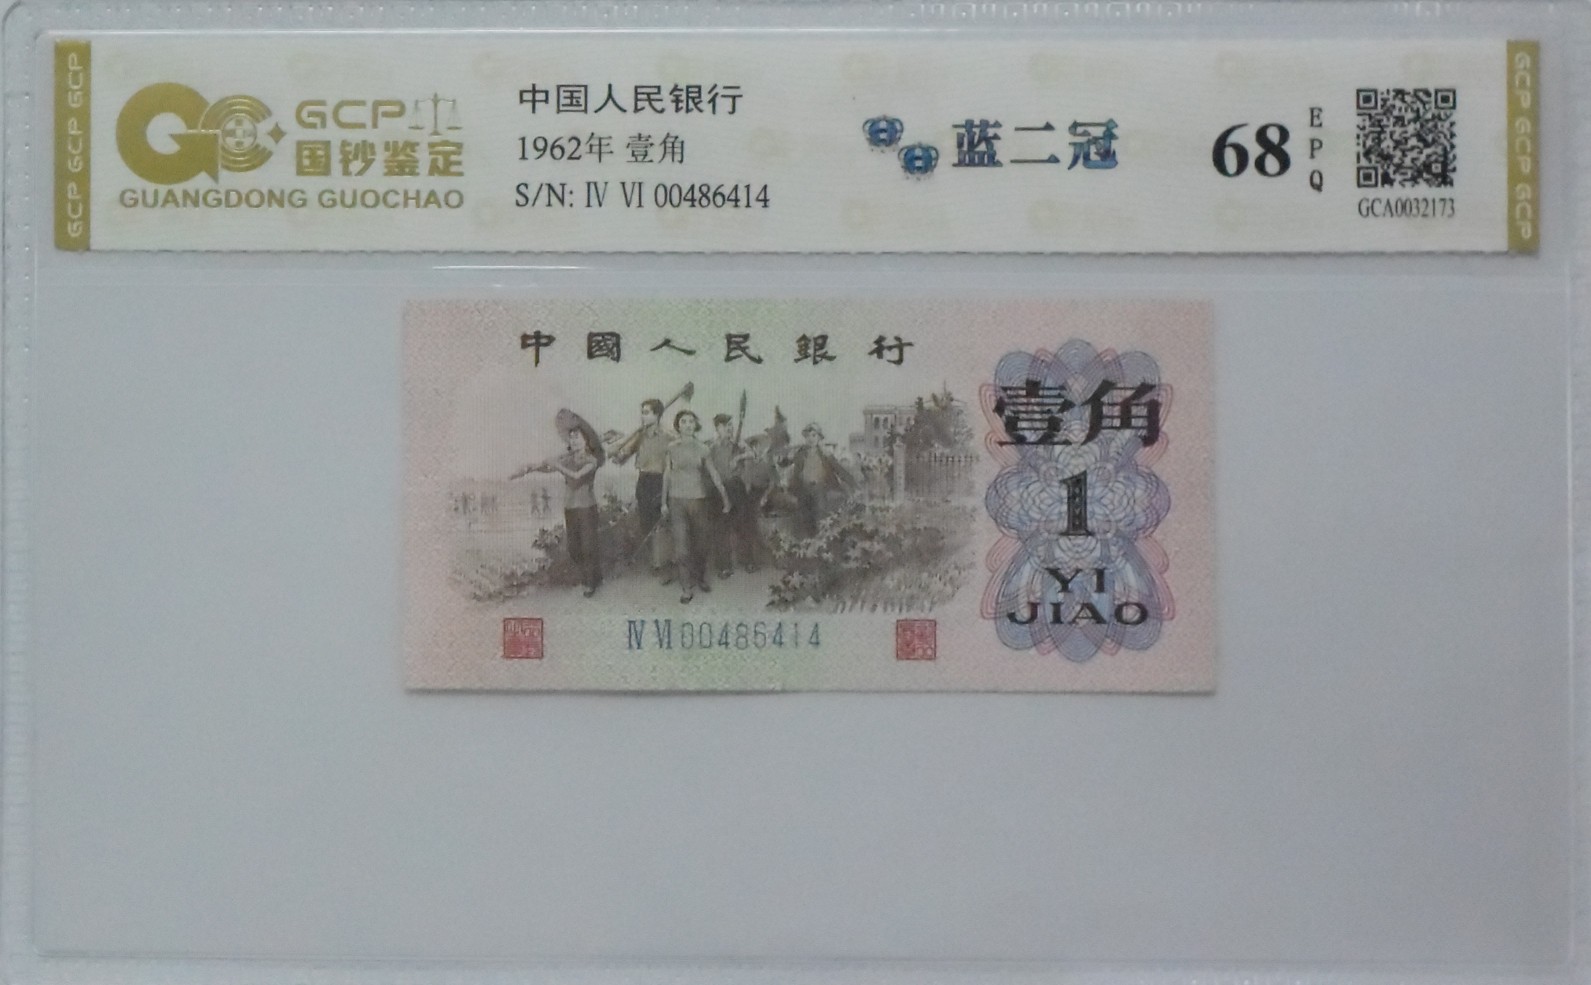 GCP GCP GCP
GCP
国钞鉴定
GUANGDONG GUOCHAO
中国人民银行
1962年 壹角
S/N: Ⅳ Ⅵ 00486414
蓝二冠
68
EPQ
GCA0032173
GCP GCP GCP
中國人民銀行
壹角
1
YI
JIAO
Ⅳ Ⅵ 00486414